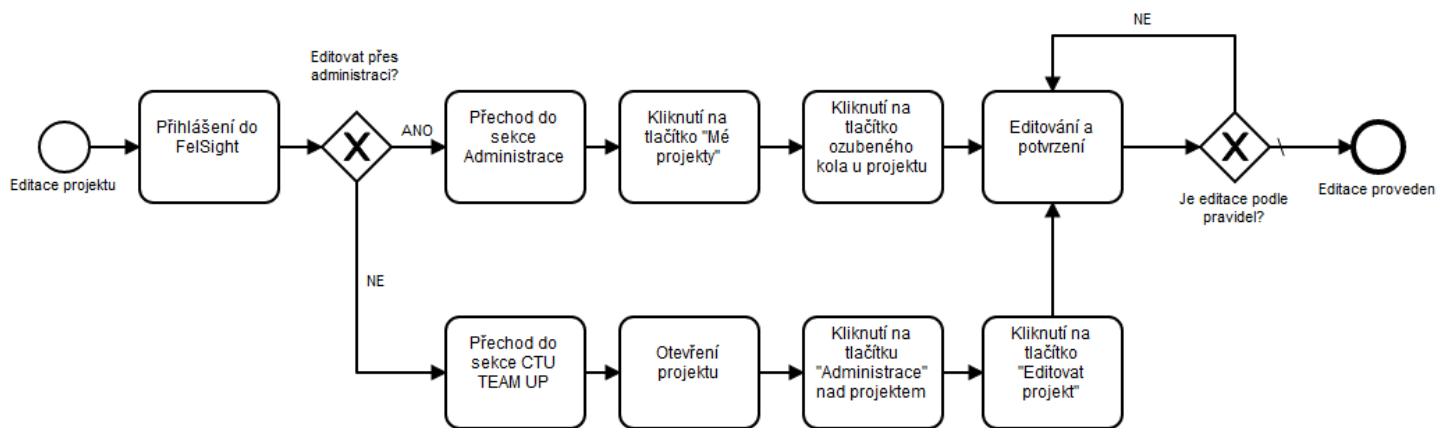 NE
Editovat přes
administraci?
Přihlášení do
FelSight
ANO
Přechod do
sekce
Administrace
Kliknutí na
tlačítko "Mé
projekty"
Kliknutí na
tlačítko
ozubeného
kola u projektu
Editování a
potvrzení
Editace projektu
Je editace podle
pravidel?
Editace proveden
NE
Přechod do
sekce CTU
TEAM UP
Otevření
projektu
Kliknutí na
tlačítku
"Administrace"
nad projektem
Kliknutí na
tlačítko
"Editovat
projekt"